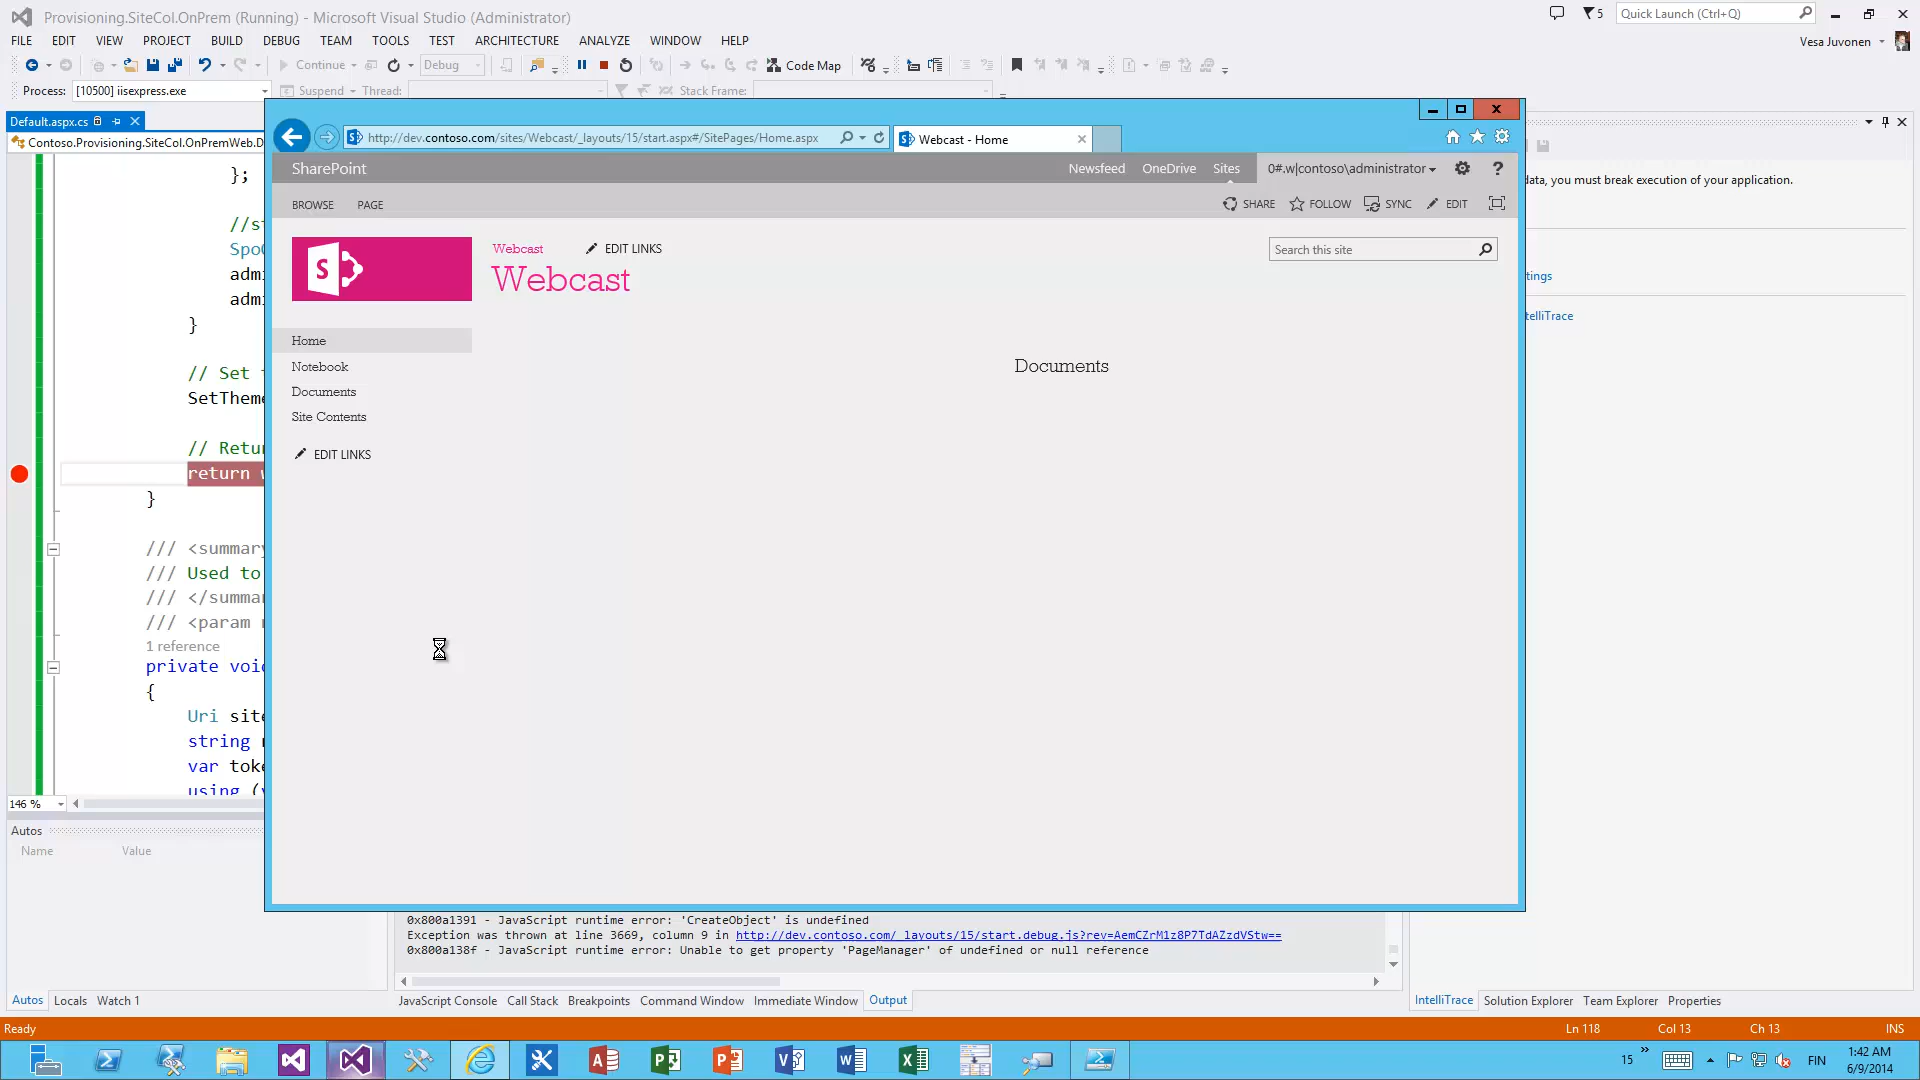 Provisioning.SiteCol.OnPrem (Running) - Microsoft Visual Studio (Administrator)
5
Quick Launch (Ctrl+Q)
FILE EDIT VIEW PROJECT BUILD DEBUG TEAM TOOLS TEST ARCHITECTURE ANALYZE WINDOW HELP
Vesa Juvonen
Continue
Debug
Code Map
Process: [10500] iisexpress.exe
Suspend
Thread:
Stack Frame:
Default.aspx.cs
Contoso.Provisioning.SiteCol.OnPremWeb.D
http://dev.contoso.com/sites/Webcast/_layouts/15/start.aspx#/SitePages/Home.aspx
Webcast - Home
SharePoint
Newsfeed OneDrive Sites
0#.w|contoso\administrator
?
BROWSE PAGE
SHARE FOLLOW SYNC EDIT
S
Webcast
EDIT LINKS
Webcast
Search this site
Home
Notebook
Documents
Site Contents
EDIT LINKS
Documents
data, you must break execution of your application.
tings
telliTrace
};
Spo
adm
adm
}
// Set
SetTheme
// Retu
return
}
/// <summary
/// Used to
/// </summa
/// <param
1 reference
private voi
{
Uri site
string
var toke
using (
146 %
Autos
Name Value
0x800a1391 - JavaScript runtime error: 'CreateObject' is undefined
Exception was thrown at line 3669, column 9 in http://dev.contoso.com/_layouts/15/start.debug.js?rev=AemCZrM1z8P7TdAZzdVStw==
0x800a138f - JavaScript runtime error: Unable to get property 'PageManager' of undefined or null reference
Autos Locals Watch 1
JavaScript Console Call Stack Breakpoints Command Window Immediate Window Output
IntelliTrace Solution Explorer Team Explorer Properties
Ready
Ln 118 Col 13 Ch 13 INS
15
FIN
1:42 AM
6/9/2014